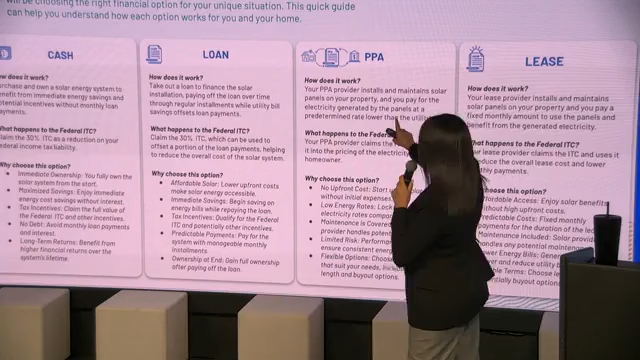 will be choosing the right financial option for your unique situation. This quick guide
can help you understand how each option works for you and your home.
CASH
How does it work?
Purchase and own a solar energy system to
benefit from immediate energy savings and
potential incentives without monthly loan
payments.
What happens to the Federal ITC?
Claim the 30% ITC as a reduction on your
federal income tax liability.
Why choose this option?
Immediate Ownership: You fully own the
solar system from the start.
Maximized Savings: Enjoy immediate
energy cost savings without interest.
Tax Incentives: Claim the full value of
the Federal ITC and other incentives.
No Debt: Avoid monthly loan payments
and interest.
Long-Term Returns: Benefit from
higher financial returns over the
system's lifetime.
LOAN
How does it work?
Take out a loan to finance the solar
installation, paying off the loan over time
through regular installments while utility bill
savings offset loan payments.
What happens to the Federal ITC?
Claim the 30% ITC, which can be used to
offset a portion of the loan payments, helping
to reduce the overall cost of the solar system.
Why choose this option?
Affordable Solar: Lower upfront costs
make solar energy accessible.
Immediate Savings: Begin saving on
energy bills while repaying the loan.
Tax Incentives: Qualify for the Federal
ITC and potentially other incentives.
Predictable Payments: Pay for the
system with manageable monthly
installments.
Ownership at End: Gain full ownership
after paying off the loan.
PPA
How does it work?
Your PPA provider installs and maintains solar
panels on your property, and you pay for the
electricity generated by the panels at a
predetermined rate lower than the utility
What happens to the Federal
Your PPA provider claims the
it into the pricing of the electricity
homeowner.
Why choose this option?
No Upfront Cost: Start
without initial expenses.
Low Energy Rates: Lock
electricity rates compar
Maintenance is Covered
provider handles potent
Limited Risk: Performan
ensure consistent energ
Flexible Options: Choose
that suit your needs, inclu
length and buyout options.
LEASE
How does it work?
Your lease provider installs and maintains
solar panels on your property and you pay a
fixed monthly amount to use the panels and
benefit from the generated electricity.
What happens to the Federal ITC?
lease provider claims the ITC and uses it
to reduce the overall lease cost and lower
monthly payments.
choose this option?
Affordable Access: Enjoy solar benefits
without high upfront costs.
Predictable Costs: Fixed monthly
payments for the duration of the lea
Maintenance Included: Solar provid
handles any potential maintenan
Lower Energy Bills: Gener
and reduce utility b
Terms: Choose le
potentially buyout options